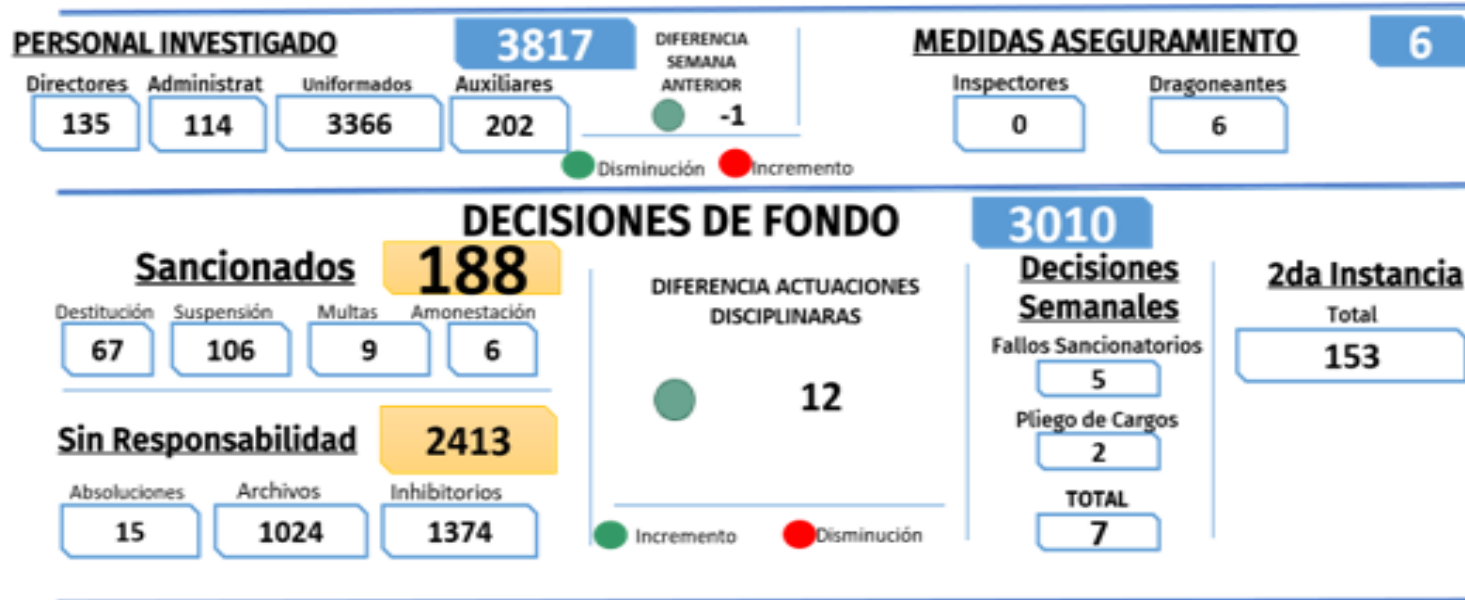 PERSONAL INVESTIGADO 3817
Directores Administrat Uniformados Auxiliares
135 114 3366 202
DIFERENCIA
SEMANA
ANTERIOR
-1
Disminución Incremento
MEDIDAS ASEGURAMIENTO 6
Inspectores Dragoneantes
0 6
DECISIONES DE FONDO 3010
Sancionados 188
Destitución Suspensión Multas Amonestación
67 106 9 6
Sin Responsabilidad 2413
Absoluciones Archivos Inhibitorios
15 1024 1374
DIFERENCIA ACTUACIONES
DISCIPLINARAS
12
Incremento Disminución
Decisiones
Semanales
Fallos Sancionatorios
5
Pliego de Cargos
2
TOTAL
7
2da Instancia
Total
153